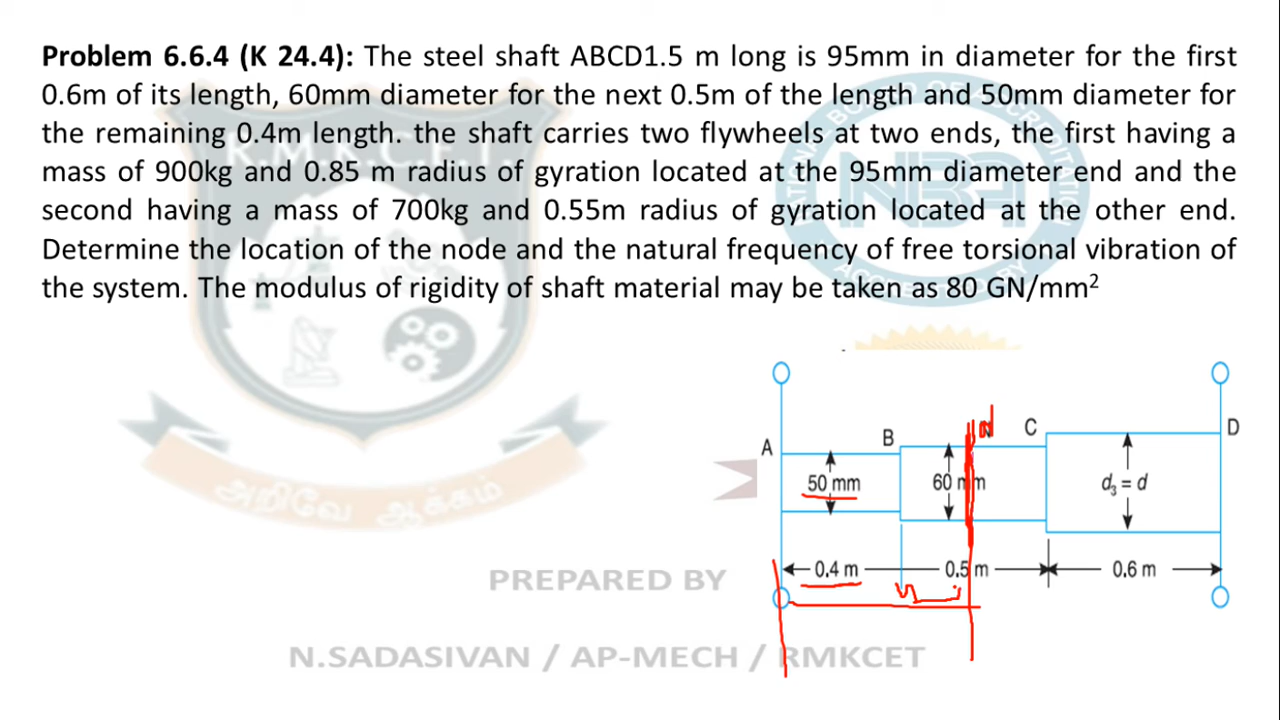 Problem 6.6.4 (K 24.4): The steel shaft ABCD1.5 m long is 95mm in diameter for the first
0.6m of its length, 60mm diameter for the next 0.5m of the length and 50mm diameter for
the remaining 0.4m length. the shaft carries two flywheels at two ends, the first having a
mass of 900kg and 0.85 m radius of gyration located at the 95mm diameter end and the
second having a mass of 700kg and 0.55m radius of gyration located at the other end.
Determine the location of the node and the natural frequency of free torsional vibration of
the system. The modulus of rigidity of shaft material may be taken as 80 GN/mm²
R.M.K.C.E.T.
NBA
அறிவே ஆக்கம்
A B N C D
50 mm 60 mm d₃ = d
0.4 m 0.5 m 0.6 m
PREPARED BY
N.SADASIVAN / AP-MECH / RMKCET